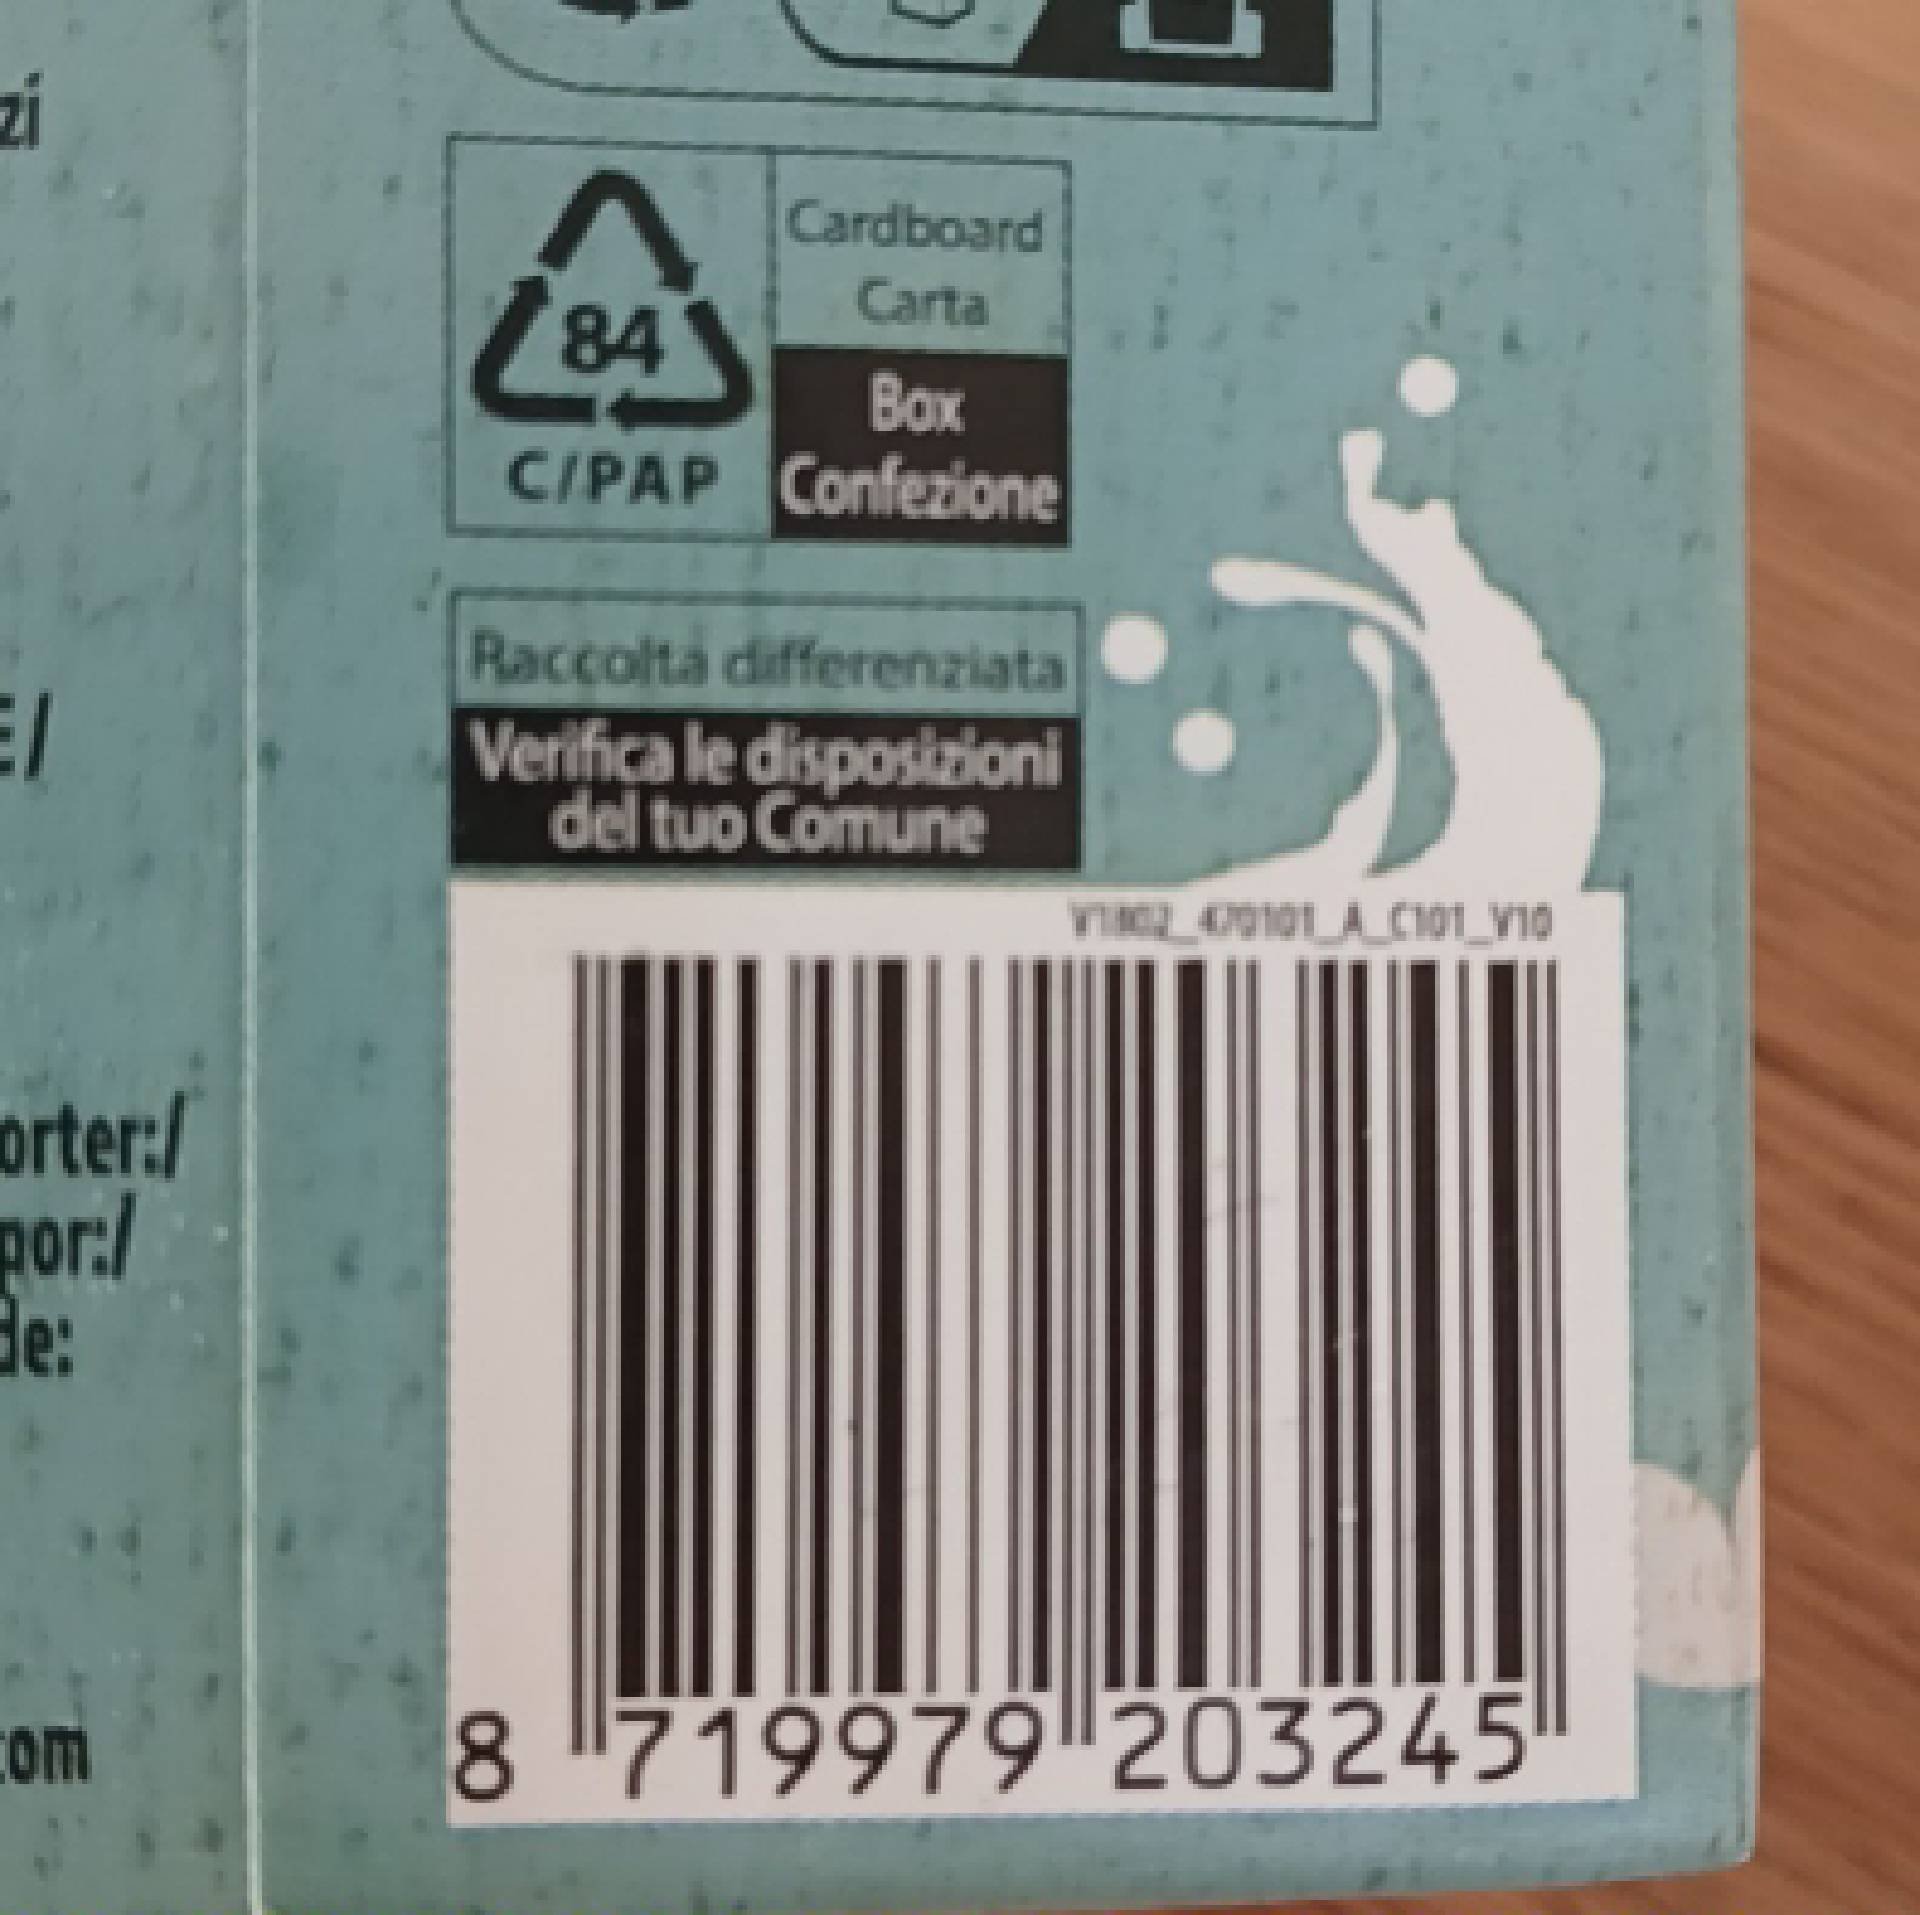 zi
E/
orter:/
por:/
de:
com
84
C/PAP
Cardboard
Carta
Box
Confezione
Raccolta differenziata
Verifica le disposizioni
del tuo Comune
V1802_470101_A_C101_V10
8 719979 203245